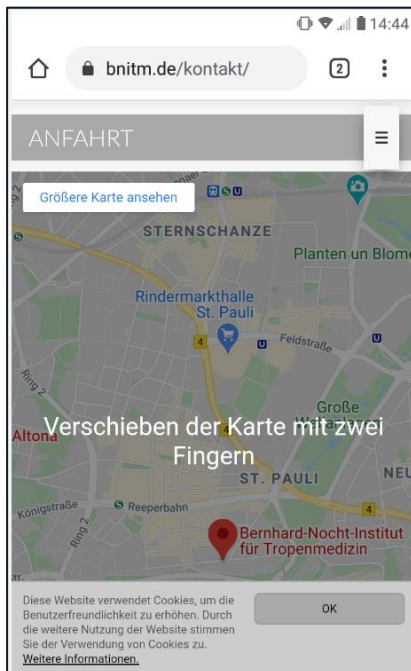 14:44
bnitm.de/kontakt/
2
ANFAHRT
Größere Karte ansehen
S U
STERNSCHANZE
Planten un Blome
Rindermarkthalle
St. Pauli
4
U
U
Feldstraße
Ring 2
Große
Verschieben der Karte mit zwei
Fingern
Altona
ST. PAULI
NEU
4
Königstraße
S Reeperbahn
Ring 2
Bernhard-Nocht-Institut
für Tropenmedizin
tr.
Diese Website verwendet Cookies, um die
Benutzerfreundlichkeit zu erhöhen. Durch
die weitere Nutzung der Website stimmen
Sie der Verwendung von Cookies zu.
Weitere Informationen.
OK